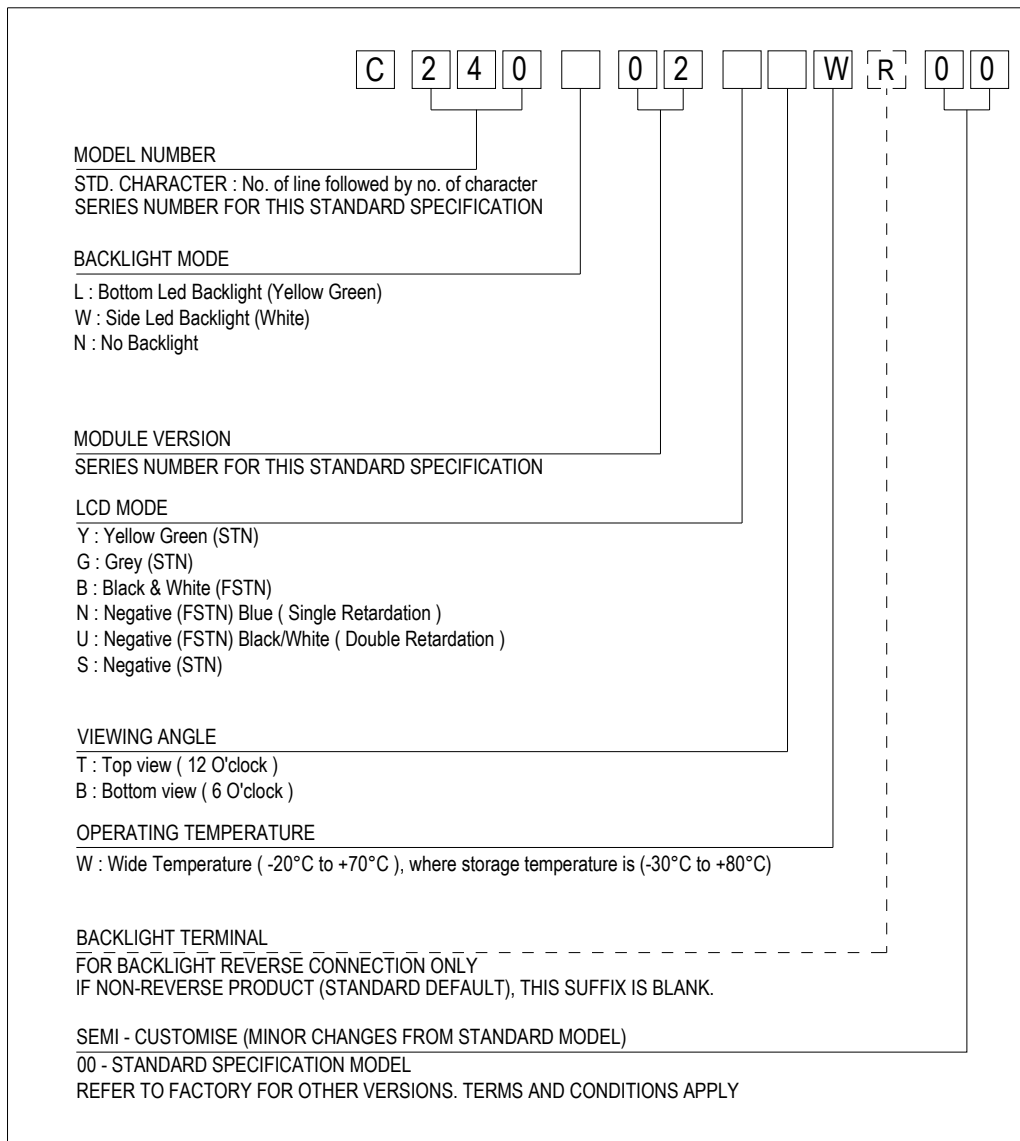 C 2 4 0 0 2 W R 0 0
MODEL NUMBER
STD. CHARACTER : No. of line followed by no. of character
SERIES NUMBER FOR THIS STANDARD SPECIFICATION
BACKLIGHT MODE
L : Bottom Led Backlight (Yellow Green)
W : Side Led Backlight (White)
N : No Backlight
MODULE VERSION
SERIES NUMBER FOR THIS STANDARD SPECIFICATION
LCD MODE
Y : Yellow Green (STN)
G : Grey (STN)
B : Black & White (FSTN)
N : Negative (FSTN) Blue ( Single Retardation )
U : Negative (FSTN) Black/White ( Double Retardation )
S : Negative (STN)
VIEWING ANGLE
T : Top view ( 12 O'clock )
B : Bottom view ( 6 O'clock )
OPERATING TEMPERATURE
W : Wide Temperature ( -20°C to +70°C ), where storage temperature is (-30°C to +80°C)
BACKLIGHT TERMINAL
FOR BACKLIGHT REVERSE CONNECTION ONLY
IF NON-REVERSE PRODUCT (STANDARD DEFAULT), THIS SUFFIX IS BLANK.
SEMI - CUSTOMISE (MINOR CHANGES FROM STANDARD MODEL)
00 - STANDARD SPECIFICATION MODEL
REFER TO FACTORY FOR OTHER VERSIONS. TERMS AND CONDITIONS APPLY